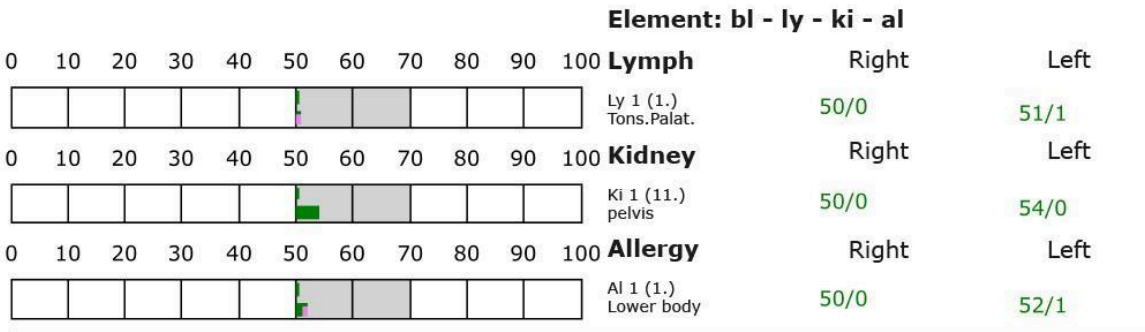 Element: bl - ly - ki - al
0 10 20 30 40 50 60 70 80 90 100 Lymph Right Left
Ly 1 (1.)
Tons.Palat.
50/0 51/1
0 10 20 30 40 50 60 70 80 90 100 Kidney Right Left
Ki 1 (11.)
pelvis
50/0 54/0
0 10 20 30 40 50 60 70 80 90 100 Allergy Right Left
Al 1 (1.)
Lower body
50/0 52/1